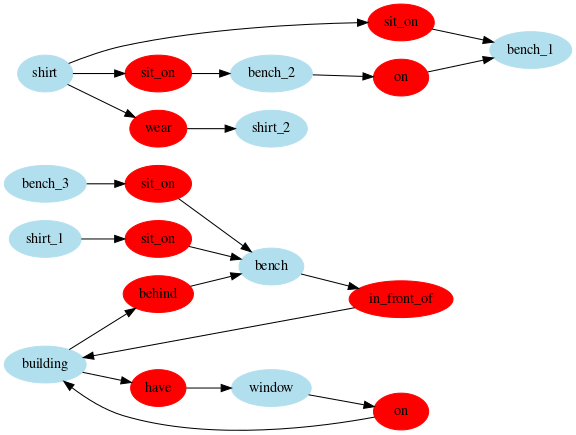 sit_on
bench_1
shirt
sit_on
bench_2
on
wear
shirt_2
bench_3
sit_on
shirt_1
sit_on
bench
behind
in_front_of
building
have
window
on